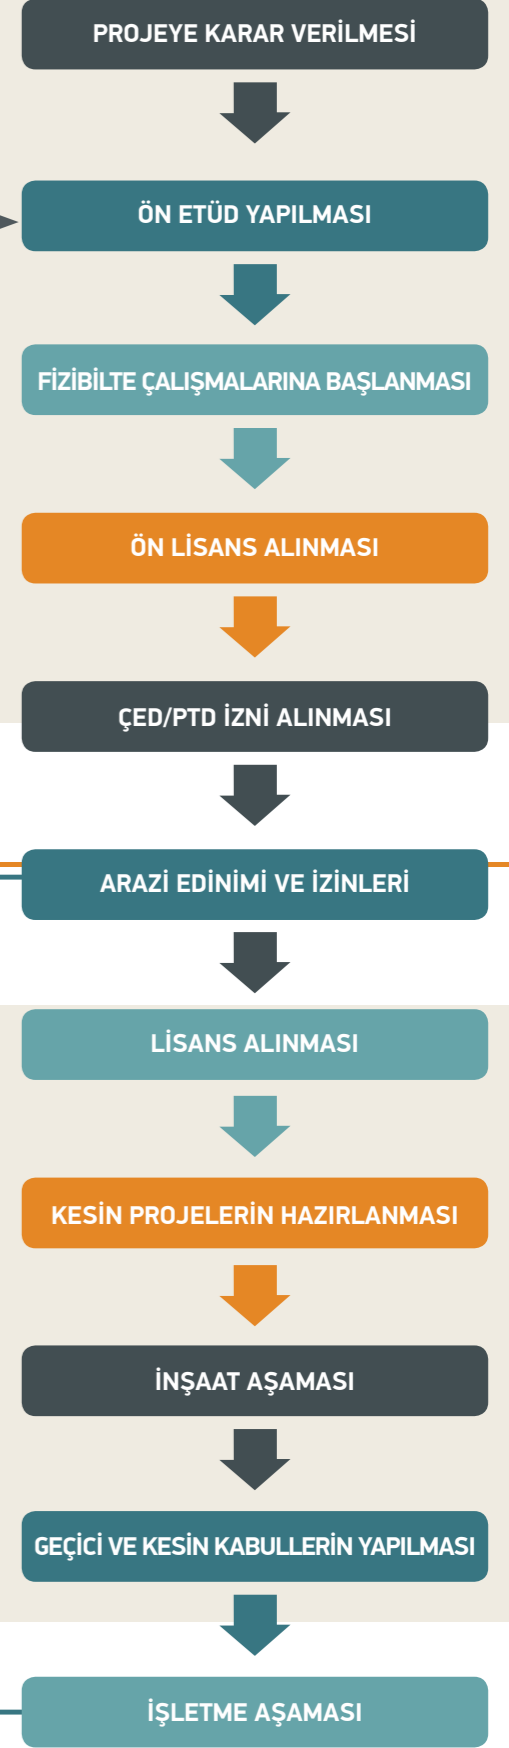 PROJEYE KARAR VERİLMESİ
ÖN ETÜD YAPILMASI
FİZİBİLTE ÇALIŞMALARINA BAŞLANMASI
ÖN LİSANS ALINMASI
ÇED/PTD İZNİ ALINMASI
ARAZİ EDİNİMİ VE İZİNLERİ
LİSANS ALINMASI
KESİN PROJELERİN HAZIRLANMASI
İNŞAAT AŞAMASI
GEÇİCİ VE KESİN KABULLERİN YAPILMASI
İŞLETME AŞAMASI